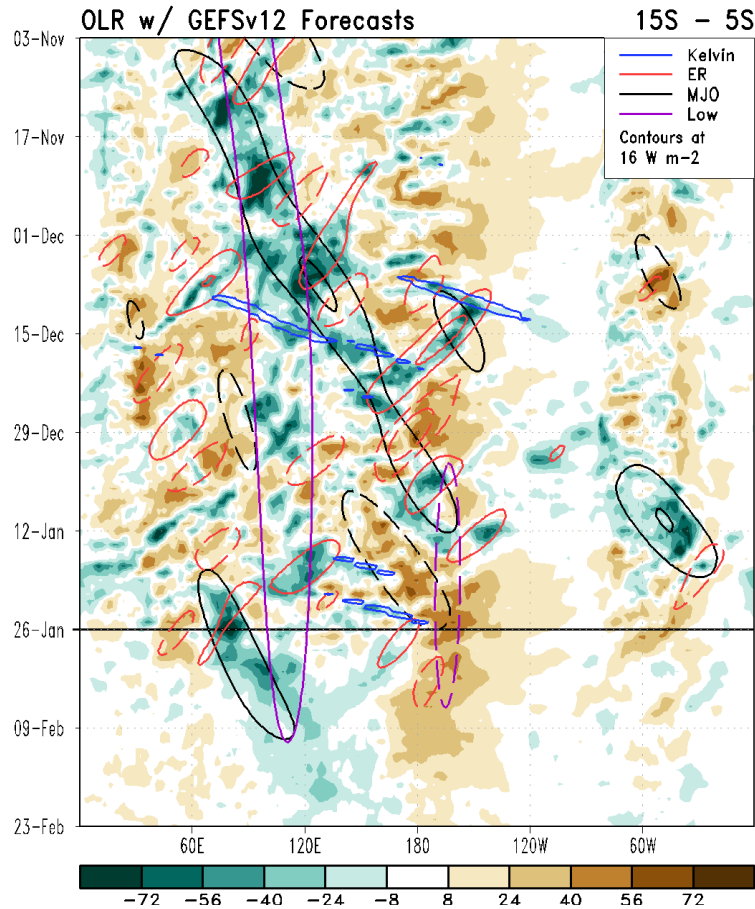 OLR w/ GEFSv12 Forecasts 15S - 5S
03-Nov
17-Nov
01-Dec
15-Dec
29-Dec
12-Jan
26-Jan
09-Feb
23-Feb
Kelvin
ER
MJO
Low
Contours at
16 W m-2
60E 120E 180 120W 60W
-72 -56 -40 -24 -8 8 24 40 56 72